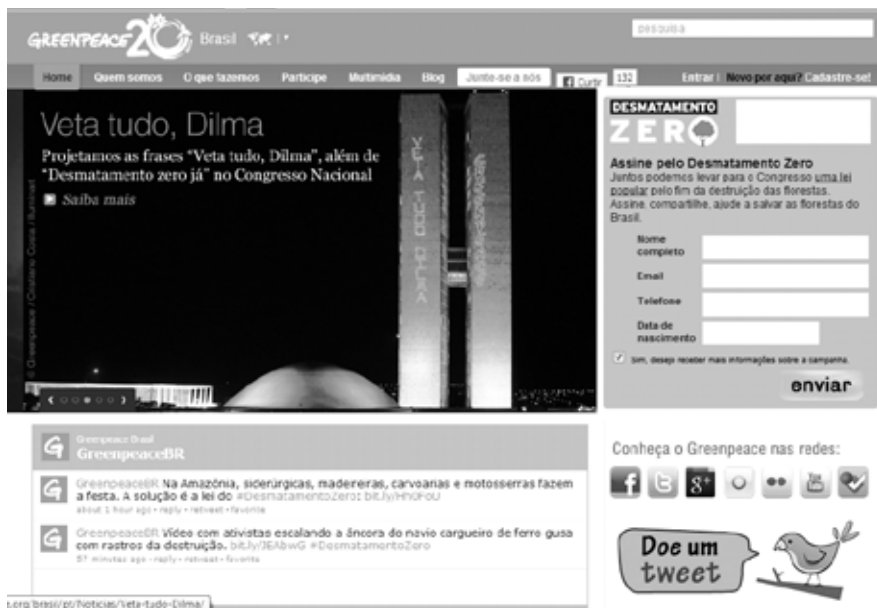 GREENPEACE 20 Brasil
pesquisa
Home Quem somos O que fazemos Participe Multimídia Blog Junte-se a nós Curtir 132 Entrar | Novo por aqui? Cadastre-se!
Veta tudo, Dilma
Projetamos as frases “Veta tudo, Dilma”, além de
“Desmatamento zero já” no Congresso Nacional
Saiba mais
VETA TUDO DILMA
© Greenpeace / Cristiano Costa / Iluminart
DESMATAMENTO
ZERO
Assine pelo Desmatamento Zero
Juntos podemos levar para o Congresso uma lei
popular pelo fim da destruição das florestas.
Assine, compartilhe, ajude a salvar as florestas do
Brasil.
Nome
completo
Email
Telefone
Data de
nascimento
Sim, desejo receber mais informações sobre a campanha.
enviar
Greenpeace Brasil
GreenpeaceBR
GreenpeaceBR Na Amazônia, siderúrgicas, madeireiras, carvoarias e motosserras fazem
a festa. A solução é a lei do #DesmatamentoZero:
about 1 hour ago • reply • retweet • favorite
GreenpeaceBR Vídeo com ativistas escalando a âncora do navio cargueiro de ferro gusa
com rastros da destruição. bit.ly/JEAbwG #DesmatamentoZero
57 minutes ago • reply • retweet • favorite
Conheça o Greenpeace nas redes:
Doe um
tweet
e.org/brasil/pt/Noticias/Veta-tudo-Dilma/